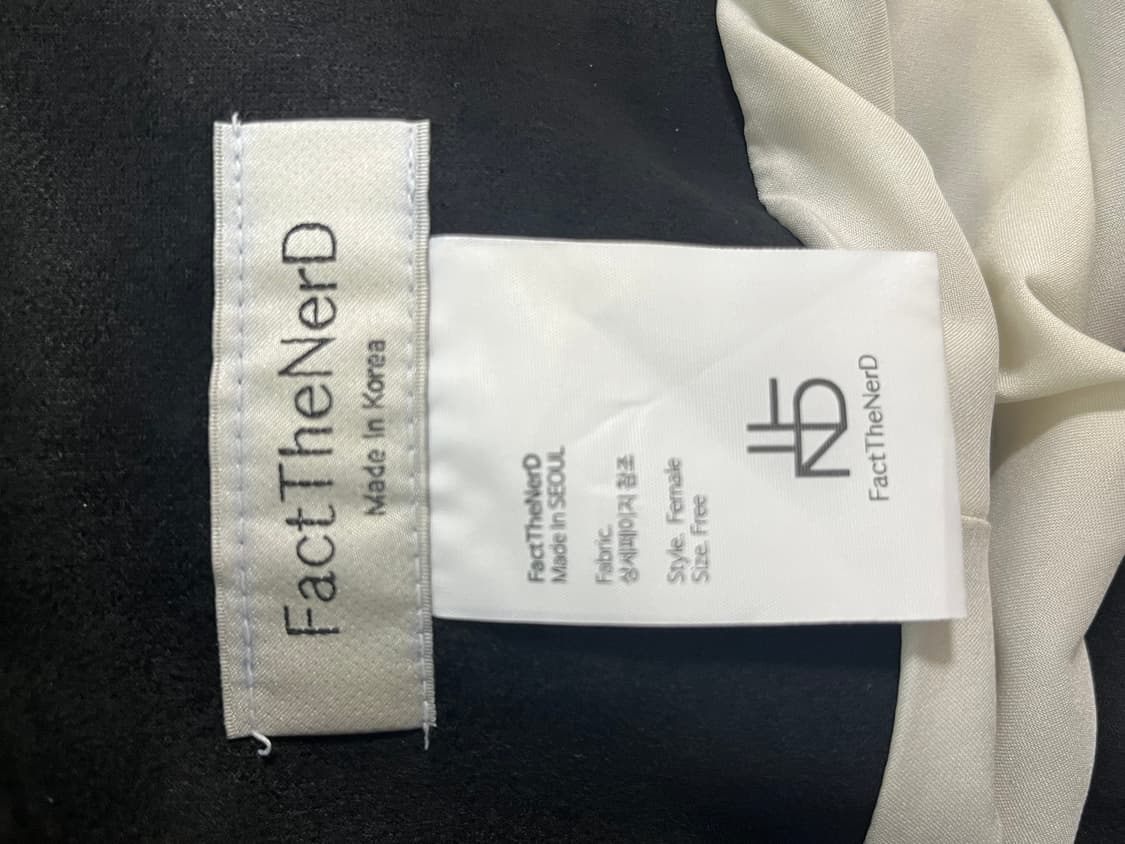 FactTheNerD
Made In Korea
FactTheNerD
Made In SEOUL
Fabric.
상세페이지 참조
Style. Female
Size. Free
FactTheNerD